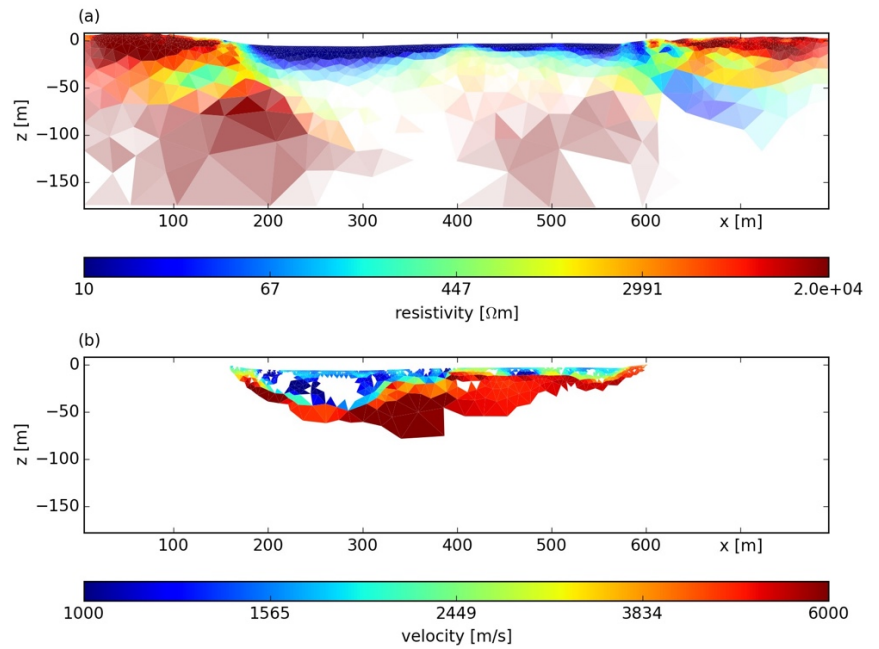 (a)
0
−50
−100
−150
z [m]
100 200 300 400 500 600 x [m]
10 67 447 2991 2.0e+04
resistivity [Ωm]
(b)
0
−50
−100
−150
z [m]
100 200 300 400 500 600 x [m]
1000 1565 2449 3834 6000
velocity [m/s]